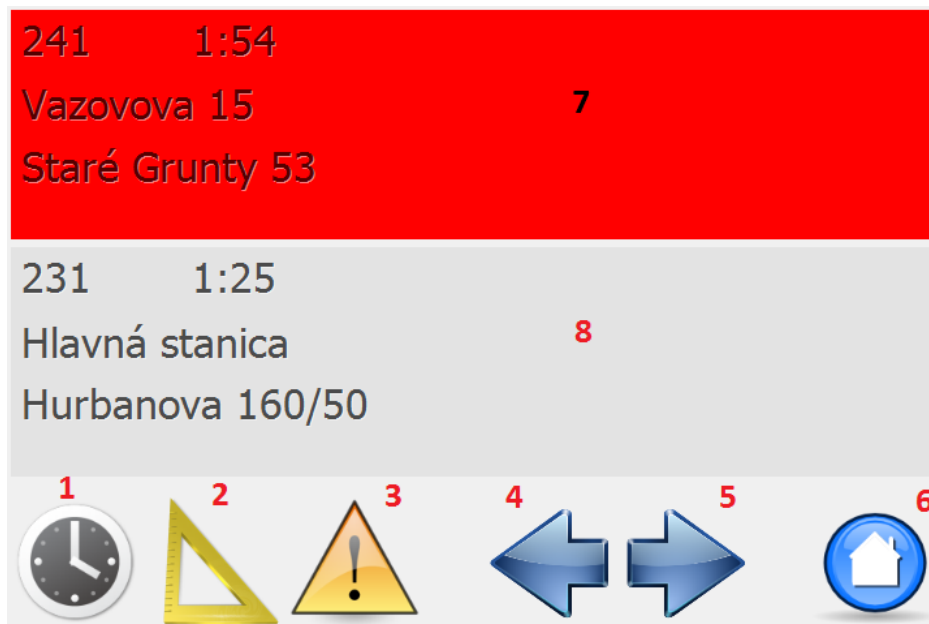 241 1:54
Vazovova 15
7
Staré Grunty 53
231 1:25
Hlavná stanica
8
Hurbanova 160/50
1 2 3 4 5 6